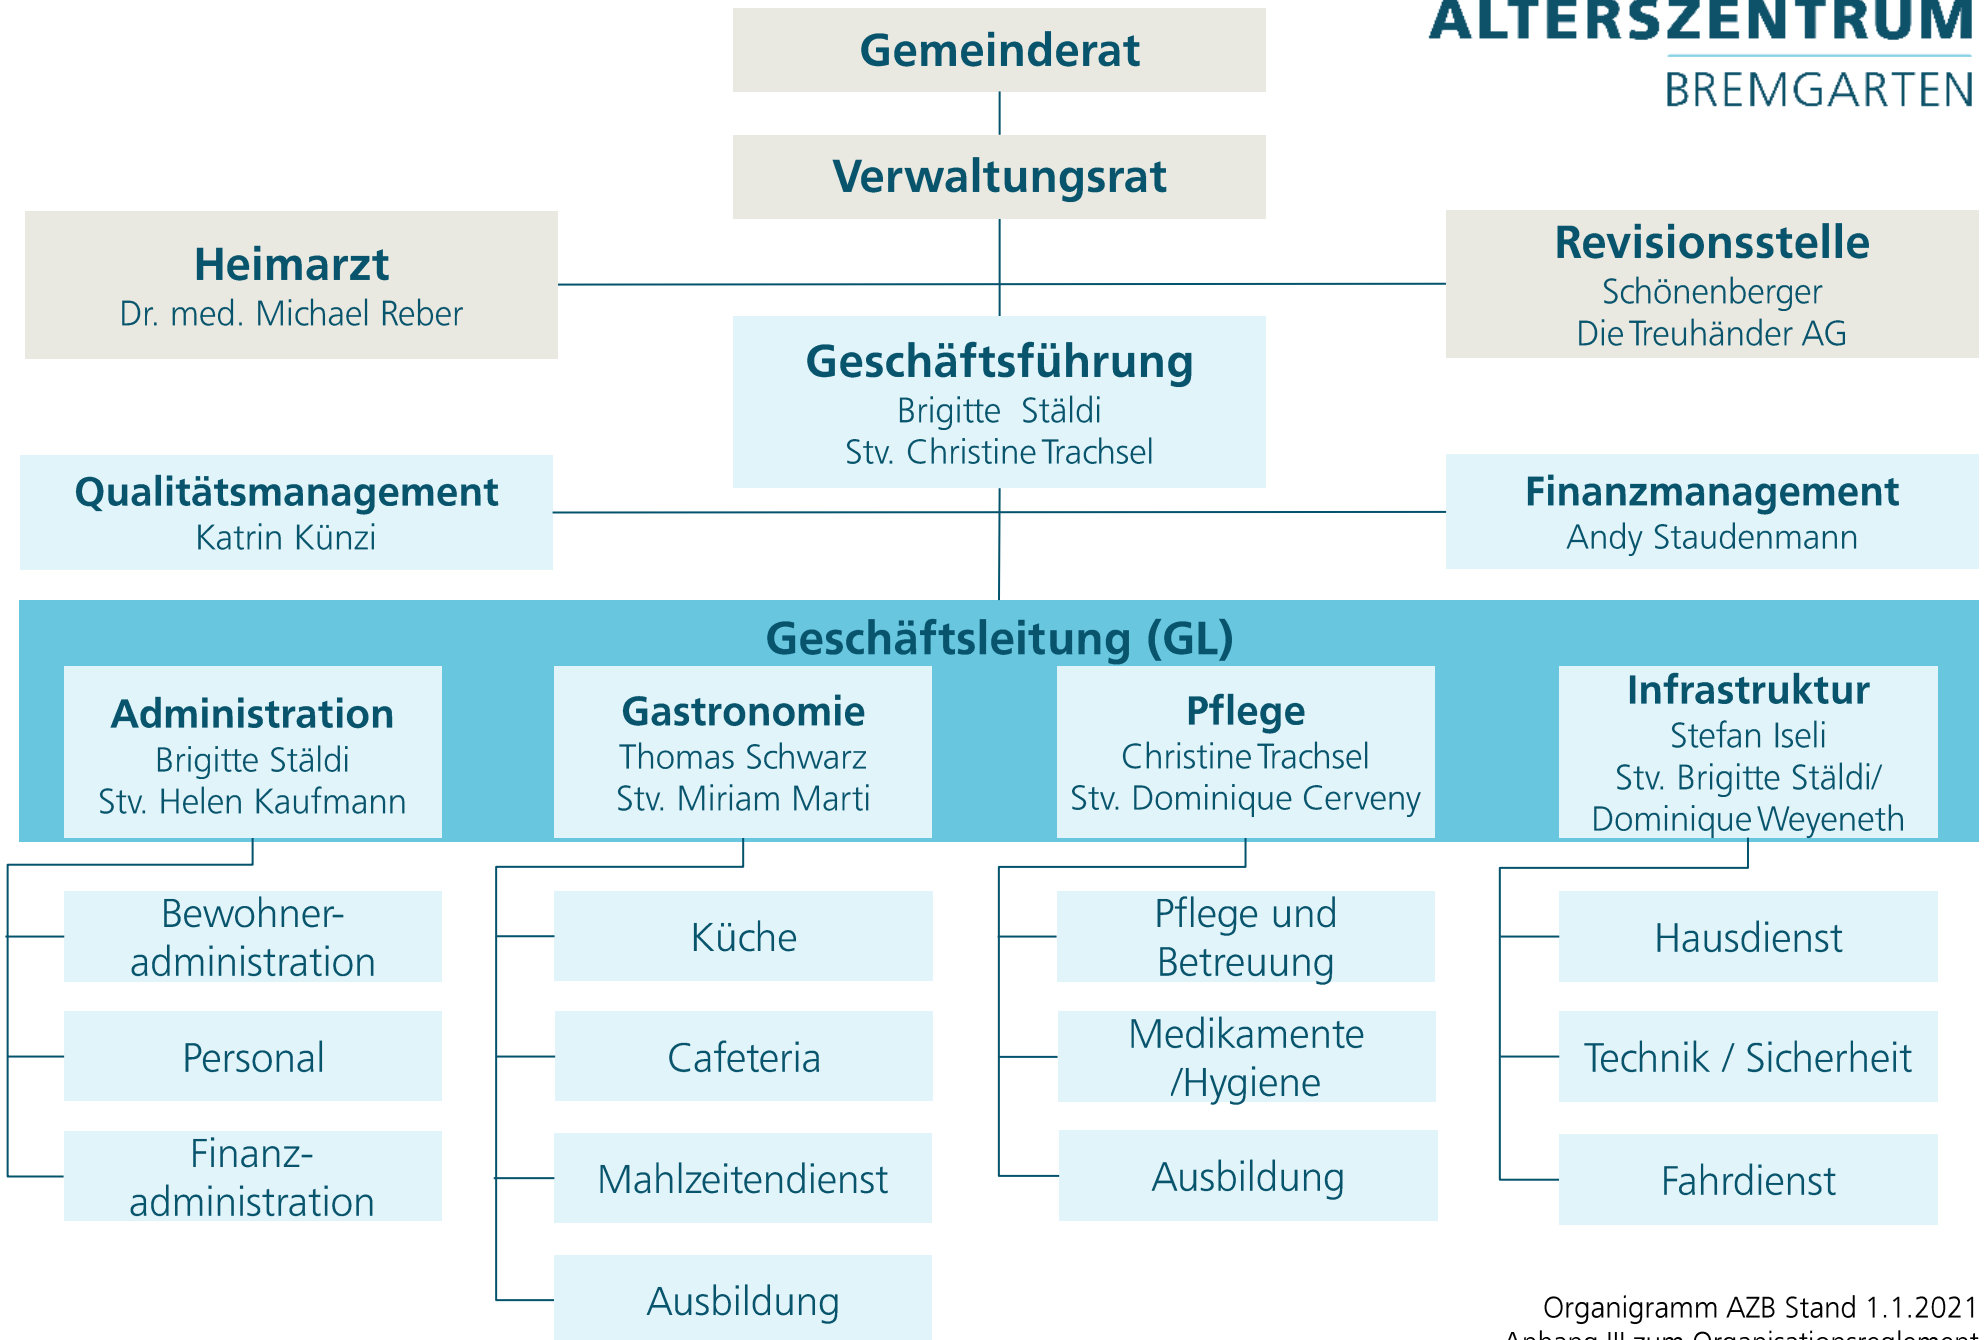 ALTERSZENTRUM
BREMGARTEN
Gemeinderat
Verwaltungsrat
Heimarzt
Dr. med. Michael Reber
Revisionsstelle
Schönenberger
Die Treuhänder AG
Geschäftsführung
Brigitte Stäldi
Stv. Christine Trachsel
Qualitätsmanagement
Katrin Künzi
Finanzmanagement
Andy Staudenmann
Geschäftsleitung (GL)
Administration
Brigitte Stäldi
Stv. Helen Kaufmann
Gastronomie
Thomas Schwarz
Stv. Miriam Marti
Pflege
Christine Trachsel
Stv. Dominique Cerveny
Infrastruktur
Stefan Iseli
Stv. Brigitte Stäldi/
Dominique Weyeneth
Bewohner-
administration
Personal
Finanz-
administration
Küche
Cafeteria
Mahlzeitendienst
Ausbildung
Pflege und
Betreuung
Medikamente
/Hygiene
Ausbildung
Hausdienst
Technik / Sicherheit
Fahrdienst
Organigramm AZB Stand 1.1.2021
Anhang III zum Organisationsreglement